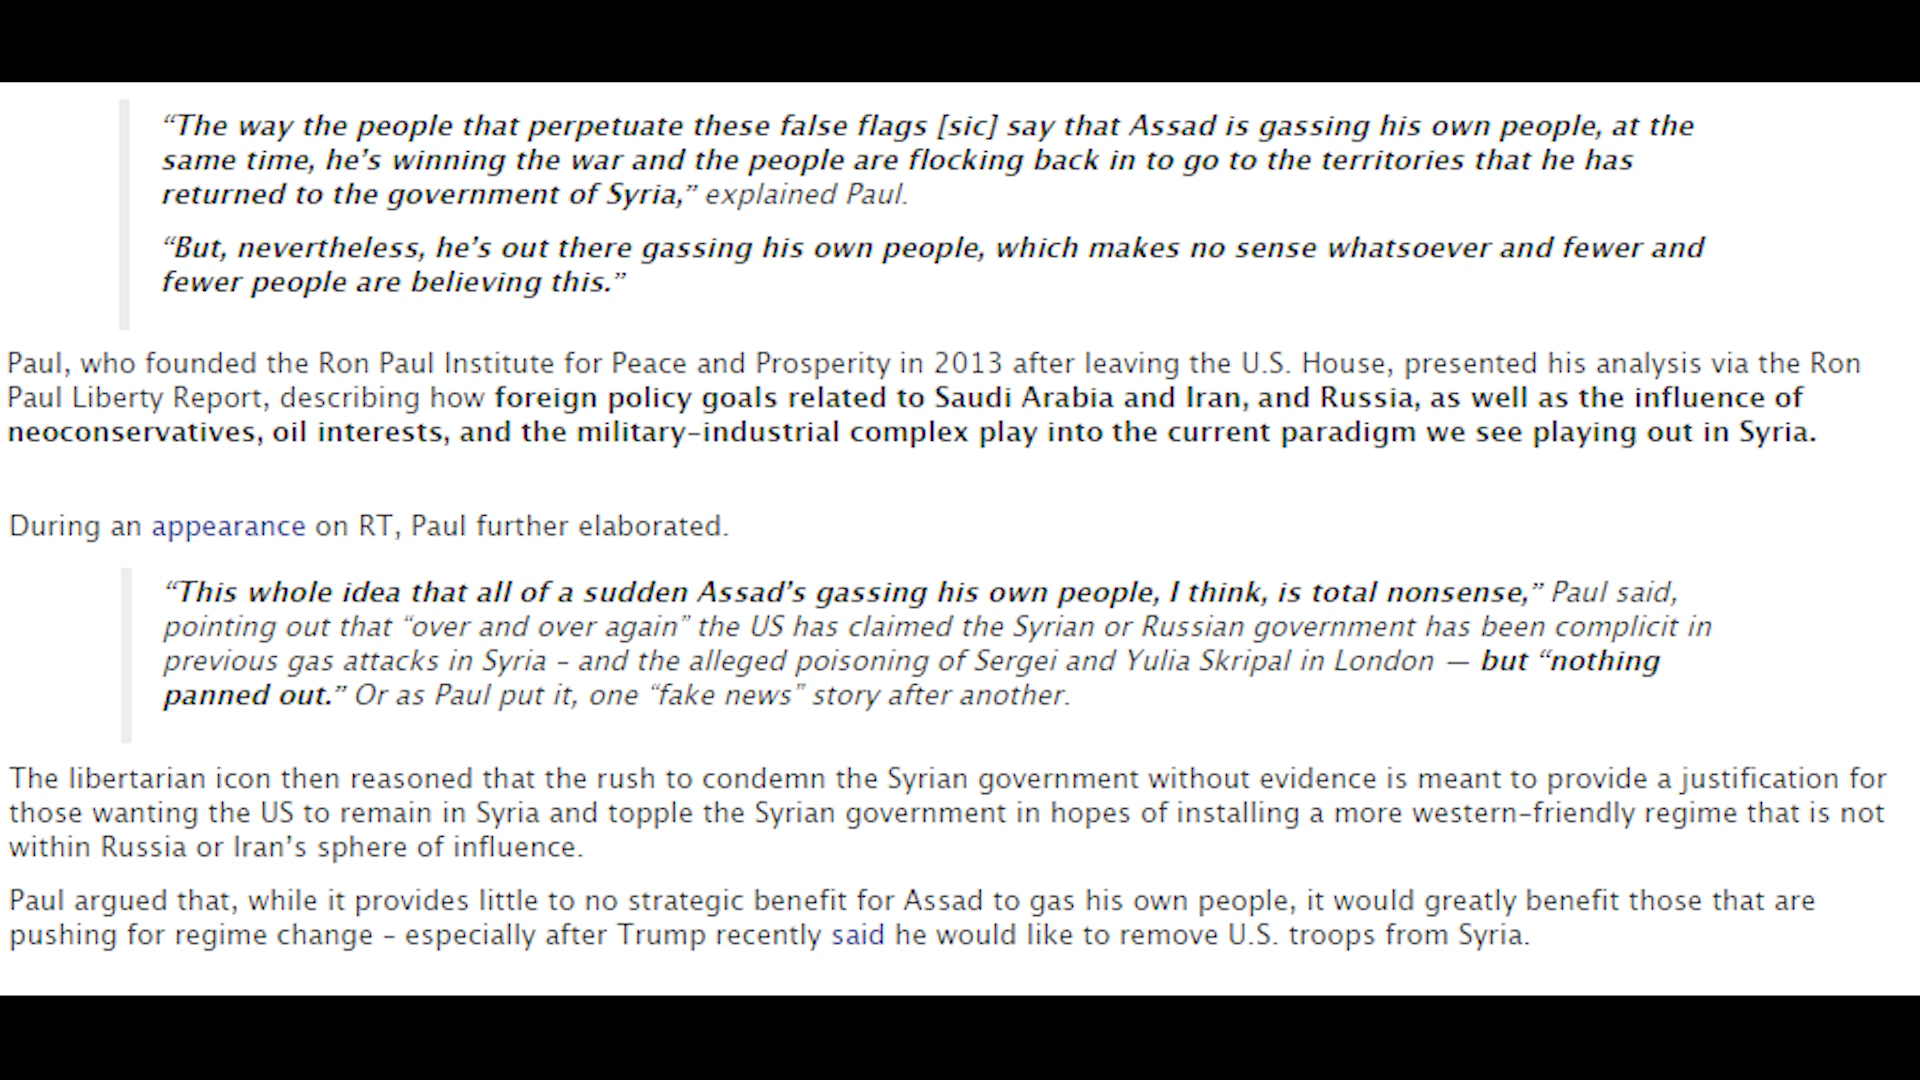 “The way the people that perpetuate these false flags [sic] say that Assad is gassing his own people, at the
same time, he’s winning the war and the people are flocking back in to go to the territories that he has
returned to the government of Syria,” explained Paul.
“But, nevertheless, he’s out there gassing his own people, which makes no sense whatsoever and fewer and
fewer people are believing this.”
Paul, who founded the Ron Paul Institute for Peace and Prosperity in 2013 after leaving the U.S. House, presented his analysis via the Ron
Paul Liberty Report, describing how foreign policy goals related to Saudi Arabia and Iran, and Russia, as well as the influence of
neoconservatives, oil interests, and the military–industrial complex play into the current paradigm we see playing out in Syria.
During an appearance on RT, Paul further elaborated.
“This whole idea that all of a sudden Assad’s gassing his own people, I think, is total nonsense,” Paul said,
pointing out that “over and over again” the US has claimed the Syrian or Russian government has been complicit in
previous gas attacks in Syria – and the alleged poisoning of Sergei and Yulia Skripal in London — but “nothing
panned out.” Or as Paul put it, one “fake news” story after another.
The libertarian icon then reasoned that the rush to condemn the Syrian government without evidence is meant to provide a justification for
those wanting the US to remain in Syria and topple the Syrian government in hopes of installing a more western–friendly regime that is not
within Russia or Iran’s sphere of influence.
Paul argued that, while it provides little to no strategic benefit for Assad to gas his own people, it would greatly benefit those that are
pushing for regime change – especially after Trump recently said he would like to remove U.S. troops from Syria.